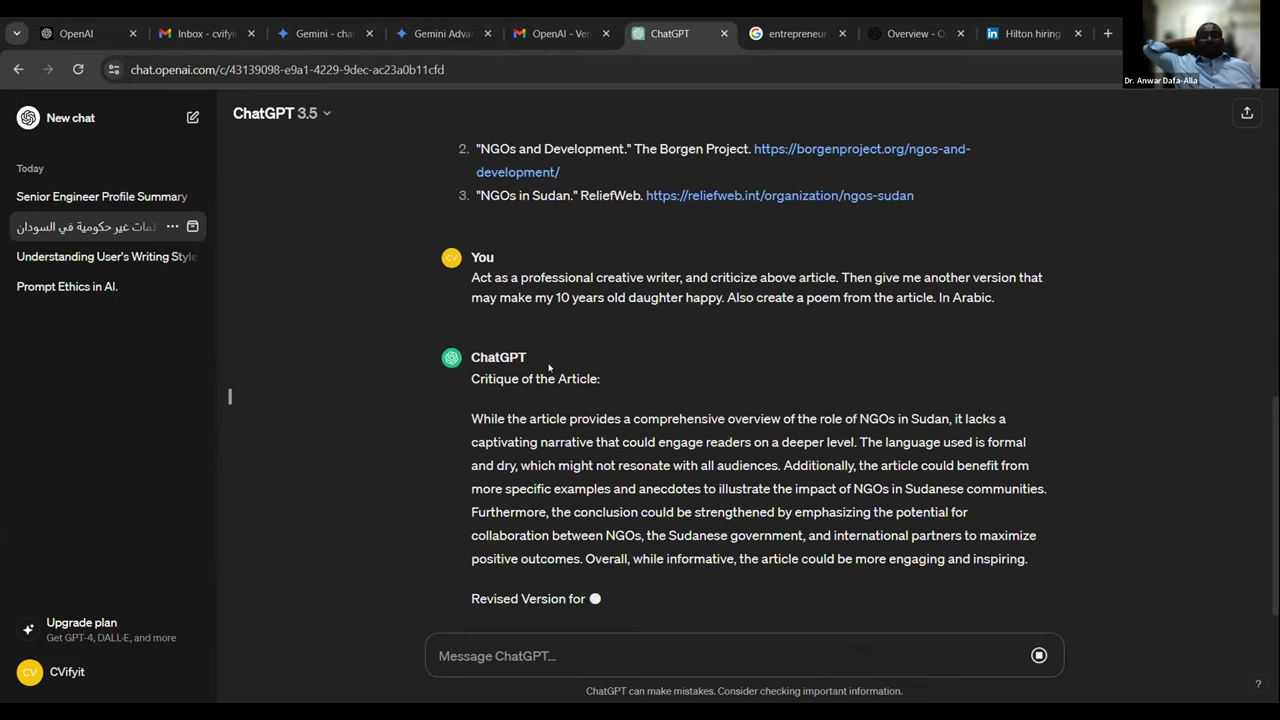 OpenAI
Inbox - cvifyit
Gemini - chat
Gemini Adva
OpenAI - Ver
ChatGPT
entrepreneur
Overview - O
Hilton hiring
chat.openai.com/c/43139098-e9a1-4229-9dec-ac23a0b11cfd
Dr. Anwar Dafa-Alla
New chat
Today
Senior Engineer Profile Summary
مات غير حكومية في السودان
Understanding User's Writing Style
Prompt Ethics in AI.
Upgrade plan
Get GPT-4, DALL·E, and more
CV CVifyit
ChatGPT 3.5
2. "NGOs and Development." The Borgen Project. https://borgenproject.org/ngos-and-
development/
3. "NGOs in Sudan." ReliefWeb. https://reliefweb.int/organization/ngos-sudan
CV You
Act as a professional creative writer, and criticize above article. Then give me another version that
may make my 10 years old daughter happy. Also create a poem from the article. In Arabic.
ChatGPT
Critique of the Article:
While the article provides a comprehensive overview of the role of NGOs in Sudan, it lacks a
captivating narrative that could engage readers on a deeper level. The language used is formal
and dry, which might not resonate with all audiences. Additionally, the article could benefit from
more specific examples and anecdotes to illustrate the impact of NGOs in Sudanese communities.
Furthermore, the conclusion could be strengthened by emphasizing the potential for
collaboration between NGOs, the Sudanese government, and international partners to maximize
positive outcomes. Overall, while informative, the article could be more engaging and inspiring.
Revised Version for
Message ChatGPT...
ChatGPT can make mistakes. Consider checking important information.
?